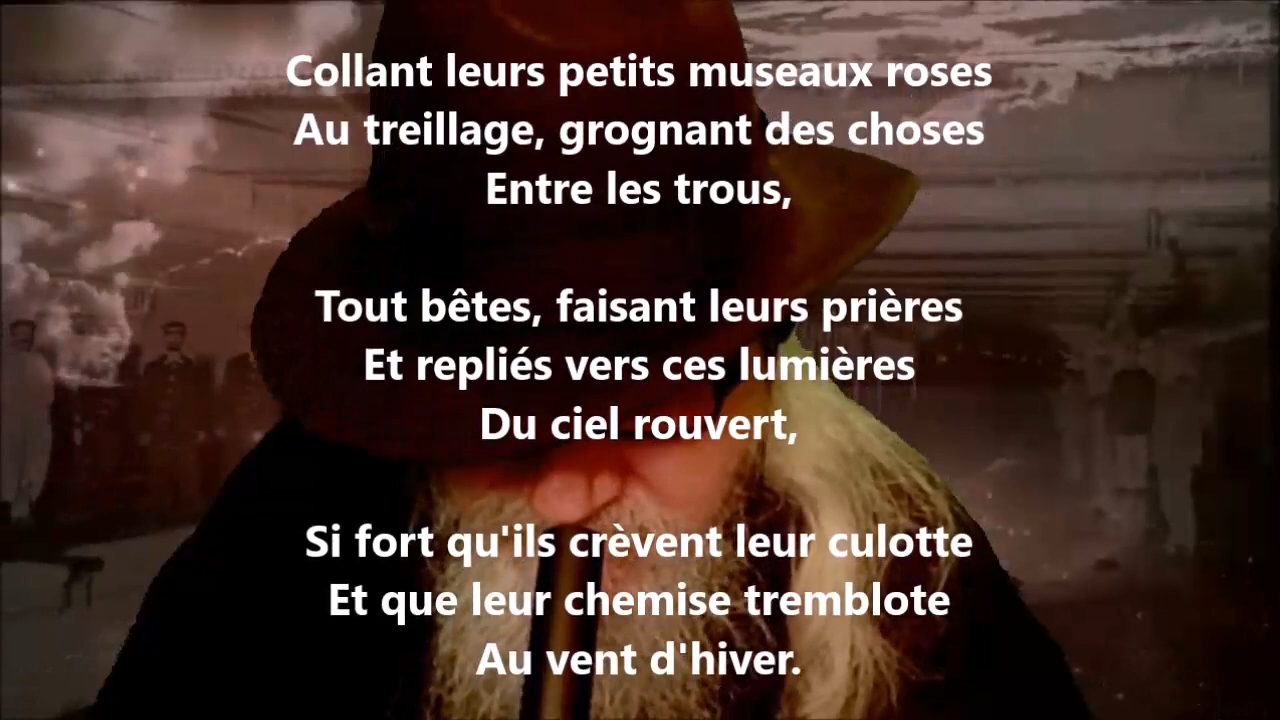 Collant leurs petits museaux roses
Au treillage, grognant des choses
Entre les trous,
Tout bêtes, faisant leurs prières
Et repliés vers ces lumières
Du ciel rouvert,
Si fort qu'ils crèvent leur culotte
Et que leur chemise tremblote
Au vent d'hiver.